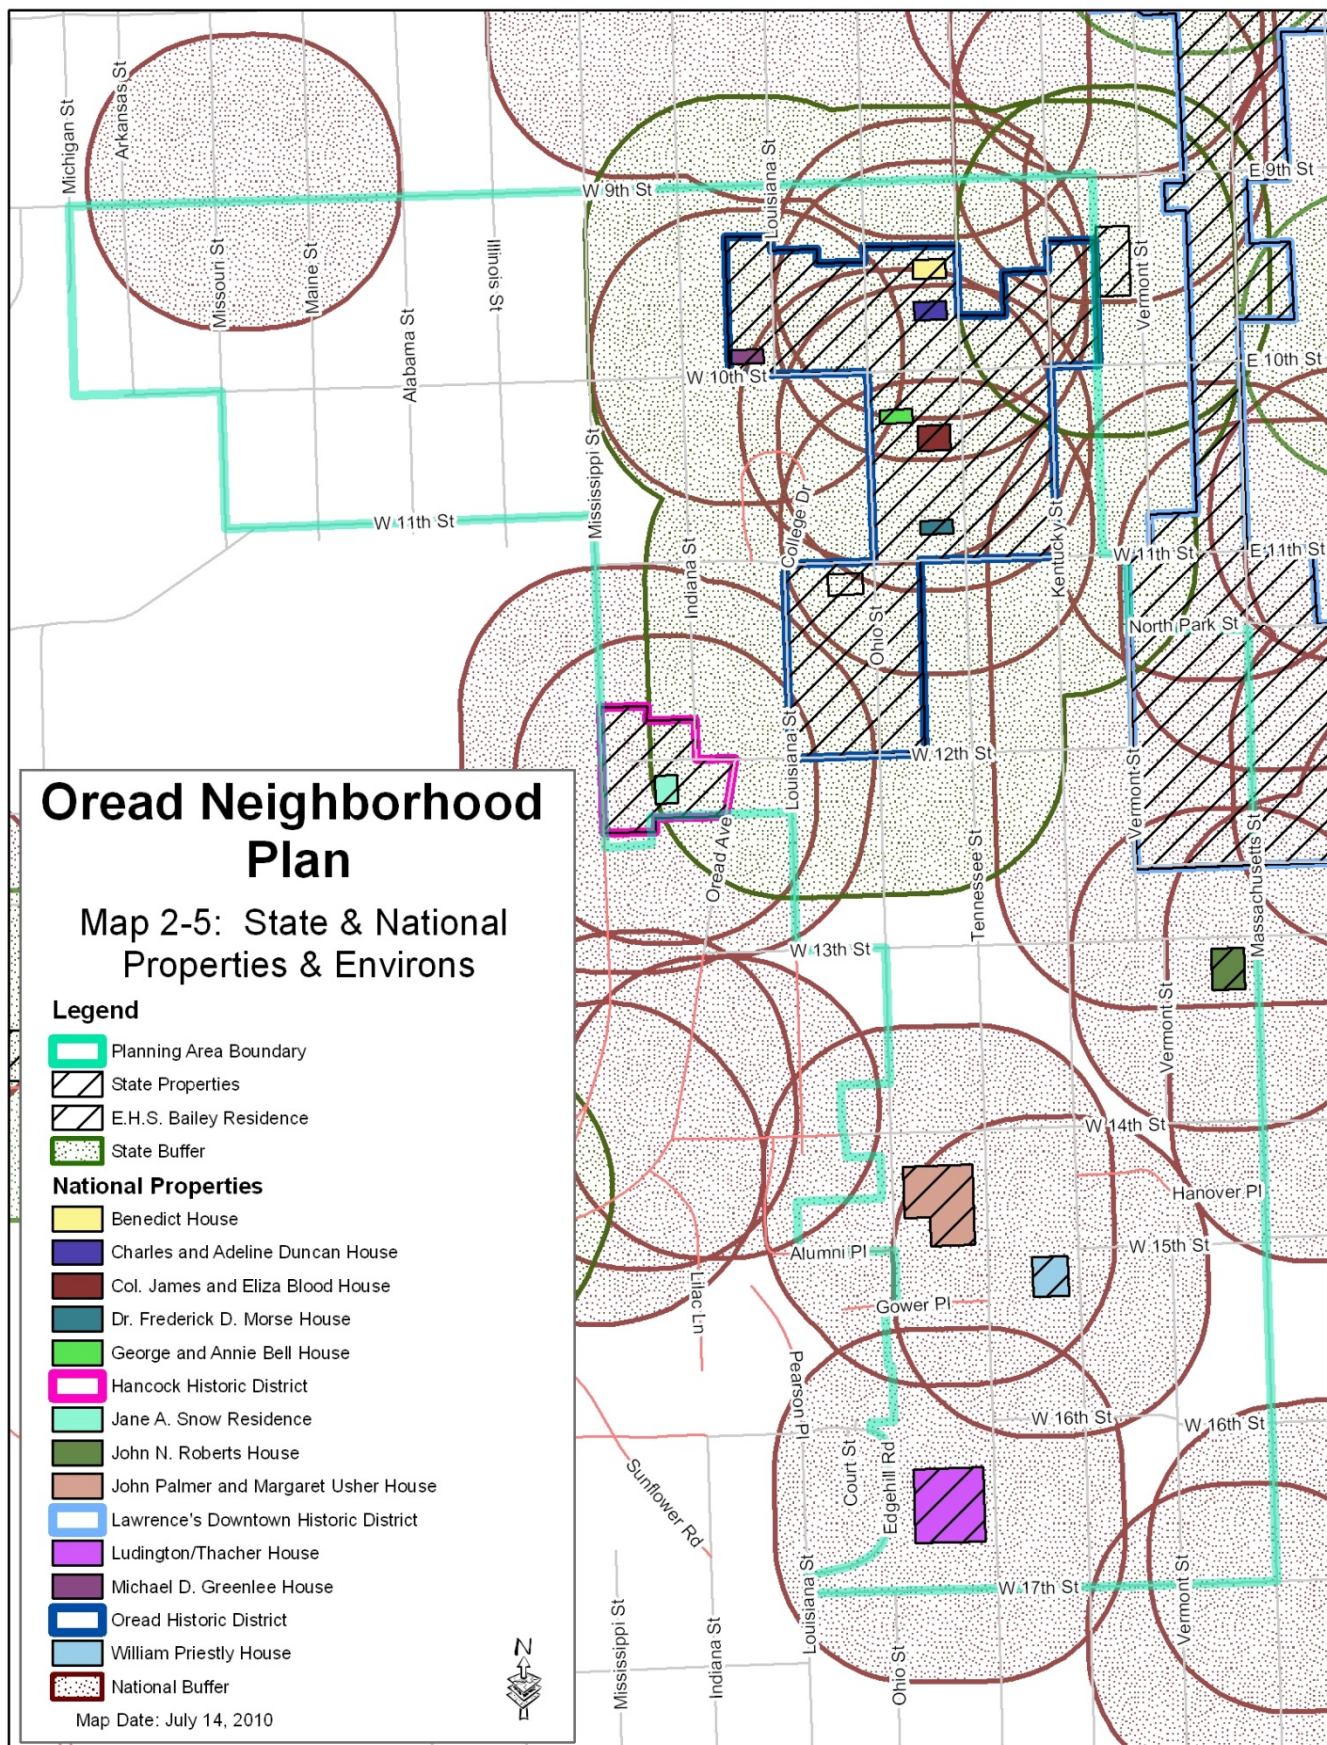 Michigan St
Arkansas St
Missouri St
Maine St
Alabama St
Illinois St
W 9th St
Louisiana St
Vermont St
E 9th St
E 10th St
W 10th St
Mississippi St
W 11th St
College Dr
Indiana St
Kentucky St
W 11th St
E 11th St
North Park St
Ohio St
Louisiana St
W 12th St
Vermont St
Massachusetts St
Oread Ave
Tennessee St
W 13th St
Vermont St
W 14th St
Hanover Pl
Alumni Pl
W 15th St
Lilac Ln
Gower Pl
Pearson Pl
W 16th St
W 16th St
Court St
Edgehill Rd
Sunflower Rd
Louisiana St
W 17th St
Vermont St
Mississippi St
Indiana St
Ohio St
Oread Neighborhood
Plan
Map 2-5: State & National
Properties & Environs
Legend
Planning Area Boundary
State Properties
E.H.S. Bailey Residence
State Buffer
National Properties
Benedict House
Charles and Adeline Duncan House
Col. James and Eliza Blood House
Dr. Frederick D. Morse House
George and Annie Bell House
Hancock Historic District
Jane A. Snow Residence
John N. Roberts House
John Palmer and Margaret Usher House
Lawrence's Downtown Historic District
Ludington/Thacher House
Michael D. Greenlee House
Oread Historic District
William Priestly House
National Buffer
Map Date: July 14, 2010
N